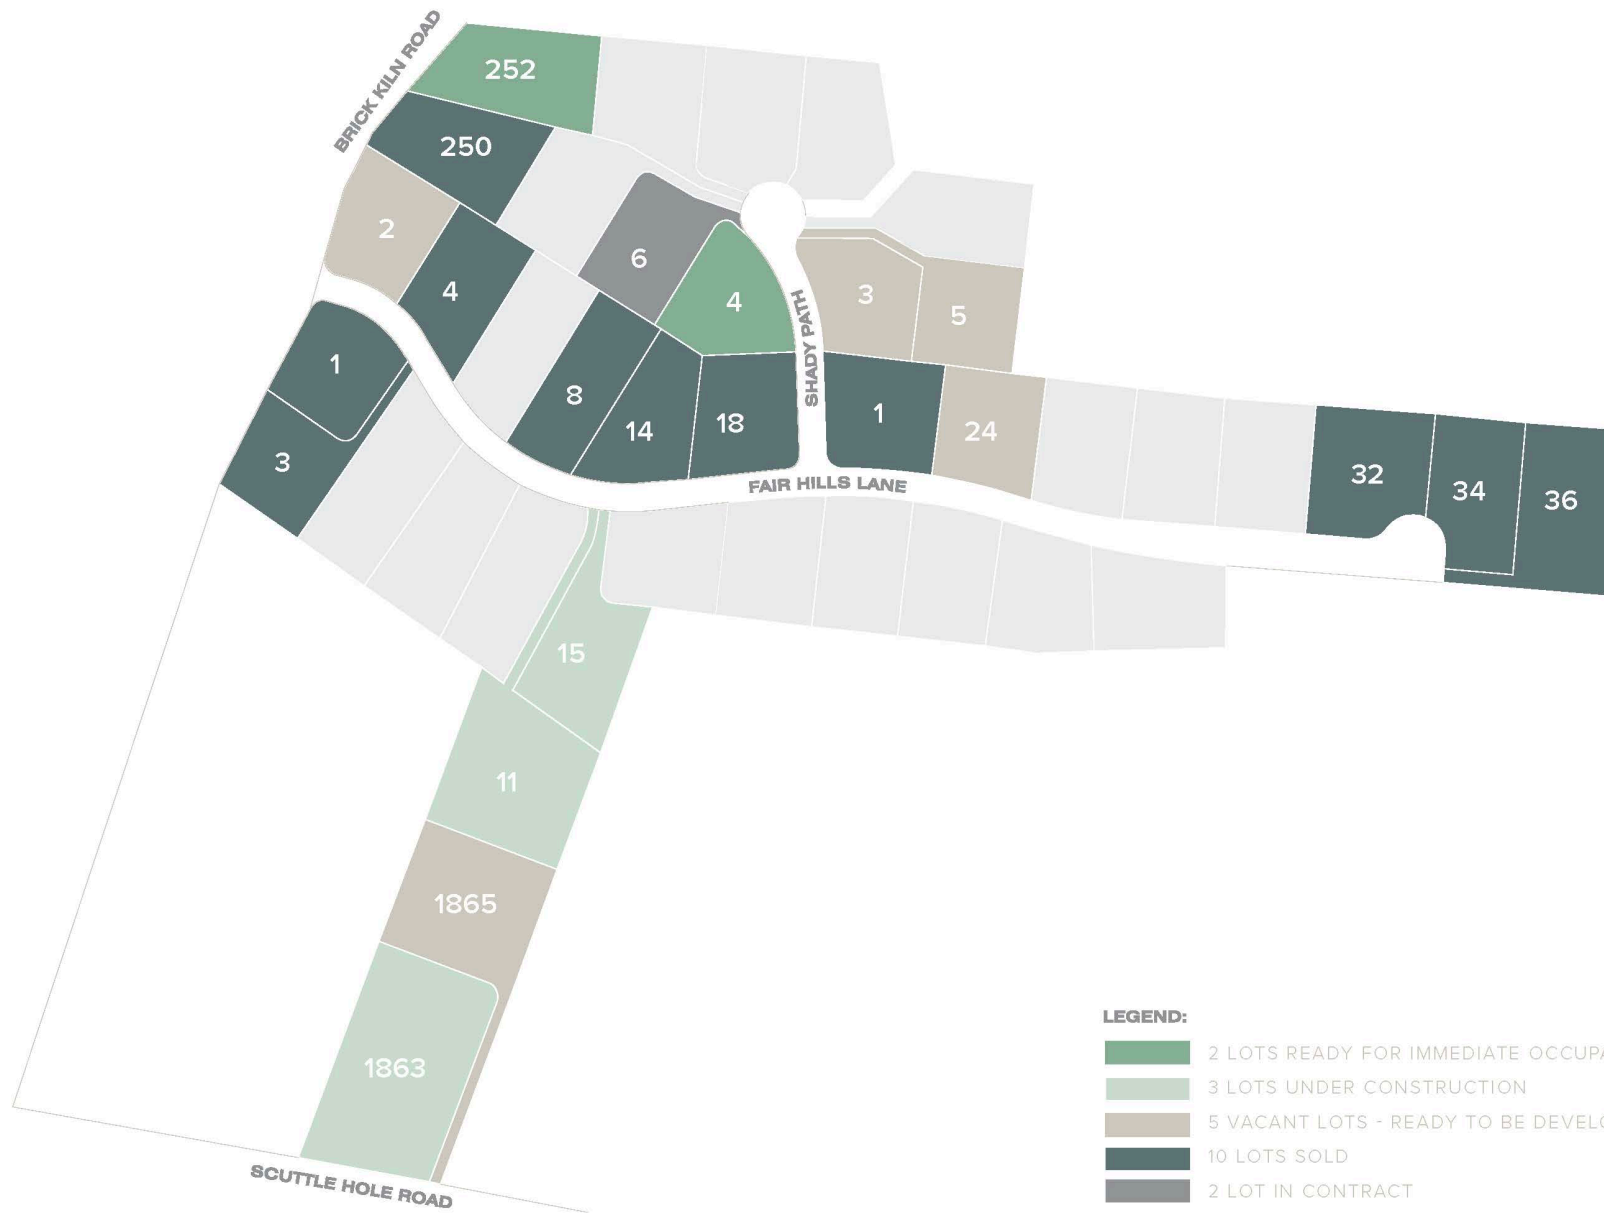 BRICK KILN ROAD
252
250
2
6
4
4
3
5
SHADY PATH
1
8
14
18
1
24
3
32
34
36
FAIR HILLS LANE
15
11
1865
1863
SCUTTLE HOLE ROAD
LEGEND:
2 LOTS READY FOR IMMEDIATE OCCUPA
3 LOTS UNDER CONSTRUCTION
5 VACANT LOTS - READY TO BE DEVELO
10 LOTS SOLD
2 LOT IN CONTRACT